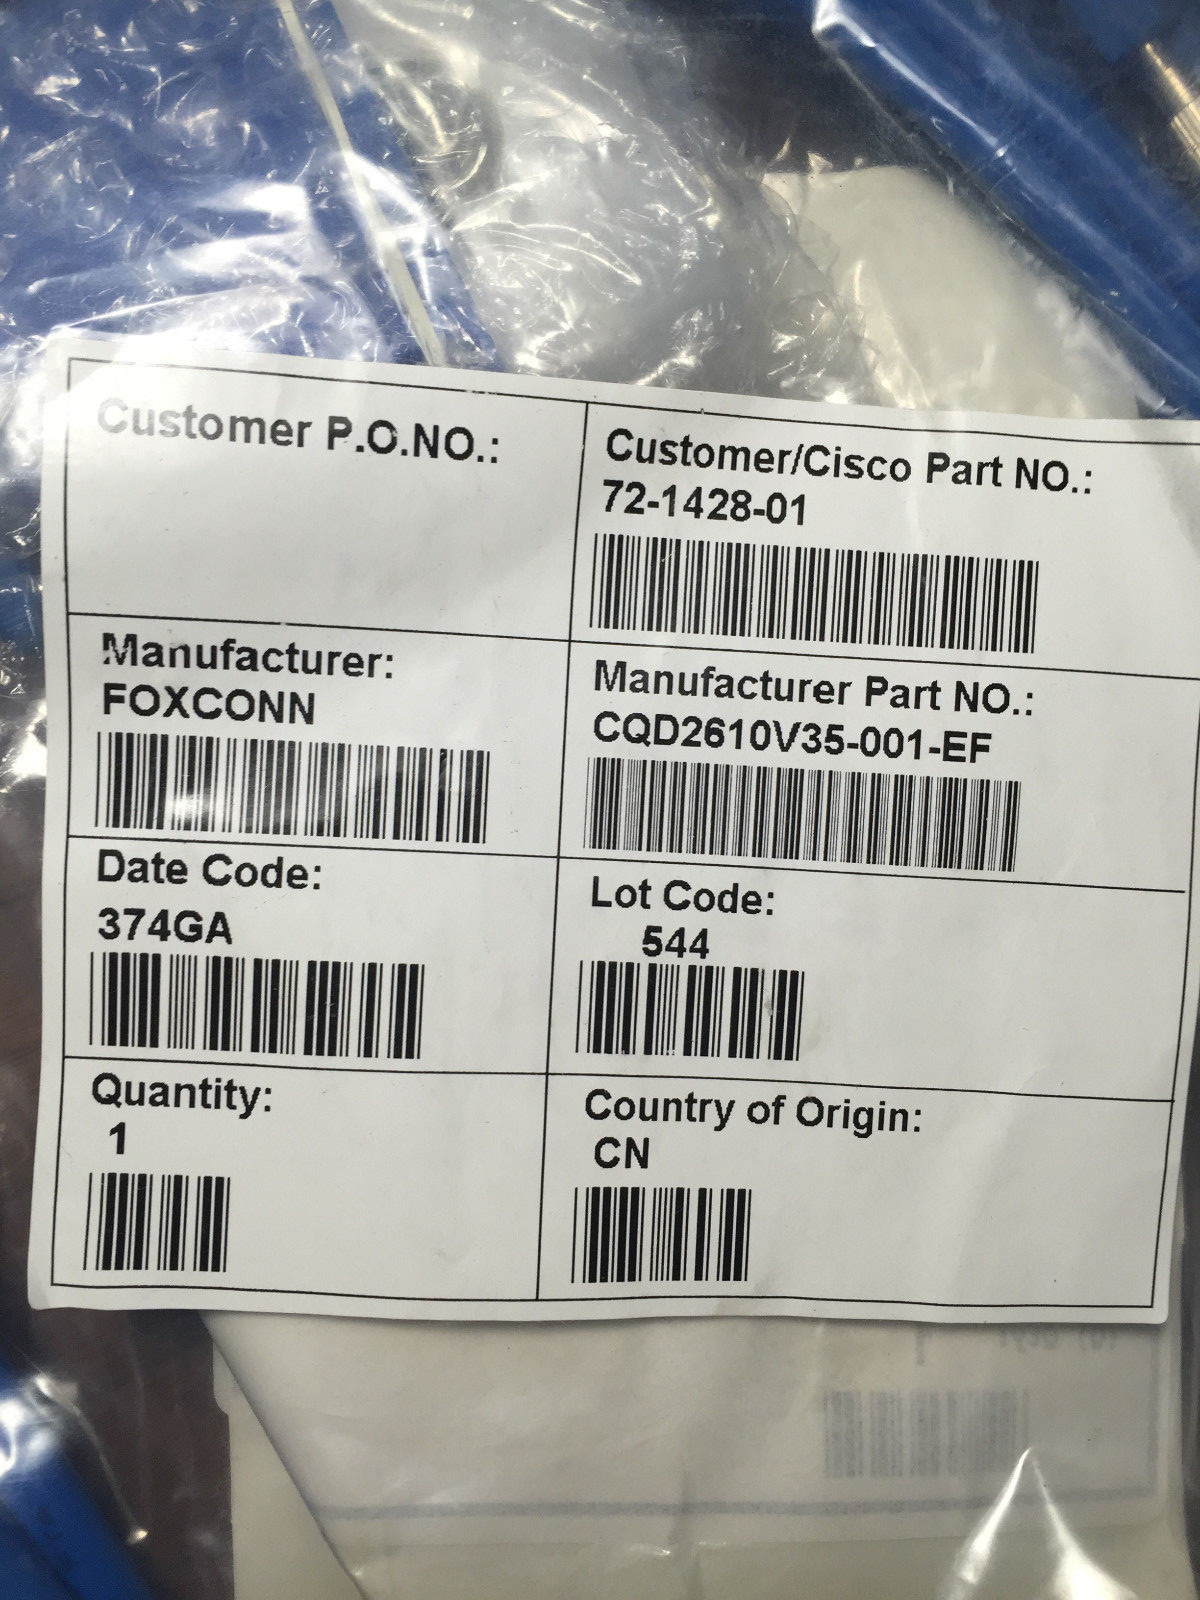 Customer P.O.NO.:
Customer/Cisco Part NO.:
72-1428-01
Manufacturer:
FOXCONN
Manufacturer Part NO.:
CQD2610V35-001-EF
Date Code:
374GA
Lot Code:
544
Quantity:
1
Country of Origin:
CN